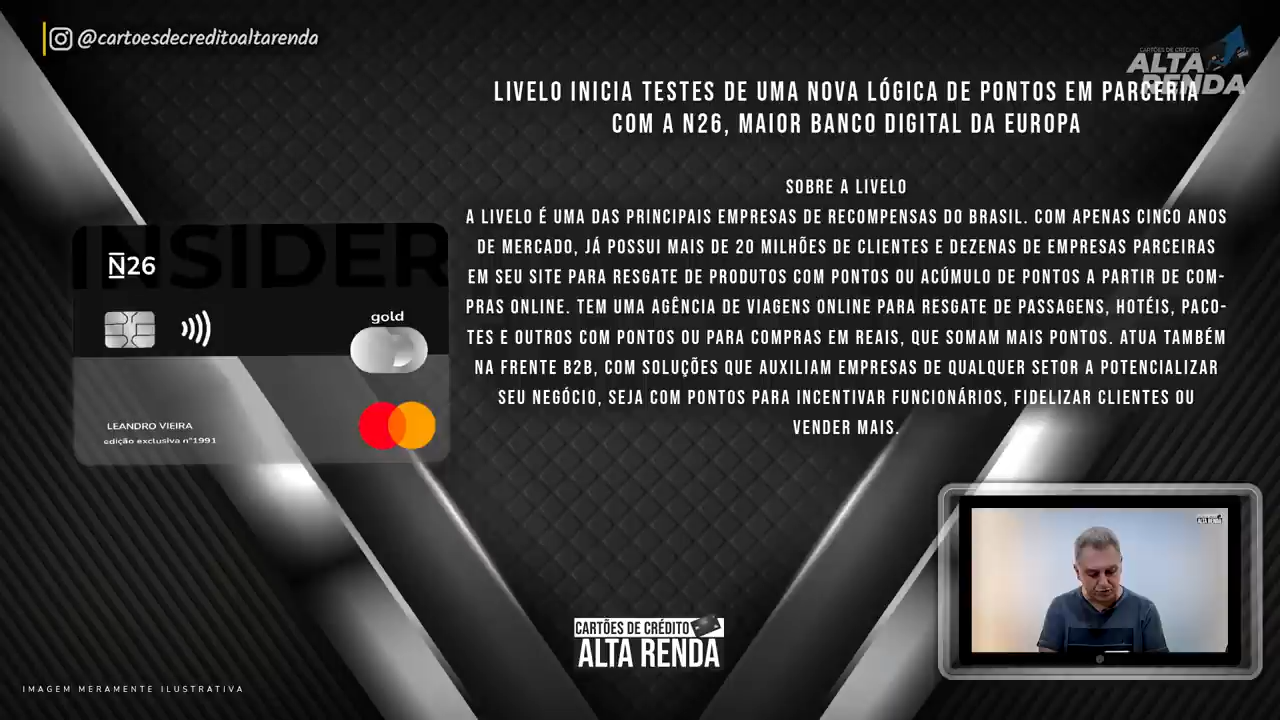 @cartoesdecreditoaltarenda
CARTÕES DE CRÉDITO
ALTA
RENDA
LIVELO INICIA TESTES DE UMA NOVA LÓGICA DE PONTOS EM PARCERIA
COM A N26, MAIOR BANCO DIGITAL DA EUROPA
SOBRE A LIVELO
A LIVELO É UMA DAS PRINCIPAIS EMPRESAS DE RECOMPENSAS DO BRASIL. COM APENAS CINCO ANOS
DE MERCADO, JÁ POSSUI MAIS DE 20 MILHÕES DE CLIENTES E DEZENAS DE EMPRESAS PARCEIRAS
EM SEU SITE PARA RESGATE DE PRODUTOS COM PONTOS OU ACÚMULO DE PONTOS A PARTIR DE COM-
PRAS ONLINE. TEM UMA AGÊNCIA DE VIAGENS ONLINE PARA RESGATE DE PASSAGENS, HOTÉIS, PACO-
TES E OUTROS COM PONTOS OU PARA COMPRAS EM REAIS, QUE SOMAM MAIS PONTOS. ATUA TAMBÉM
NA FRENTE B2B, COM SOLUÇÕES QUE AUXILIAM EMPRESAS DE QUALQUER SETOR A POTENCIALIZAR
SEU NEGÓCIO, SEJA COM PONTOS PARA INCENTIVAR FUNCIONÁRIOS, FIDELIZAR CLIENTES OU
VENDER MAIS.
INSIDER
N26
gold
LEANDRO VIEIRA
edição exclusiva n°1991
ALTA RENDA
CARTÕES DE CRÉDITO
ALTA RENDA
IMAGEM MERAMENTE ILUSTRATIVA